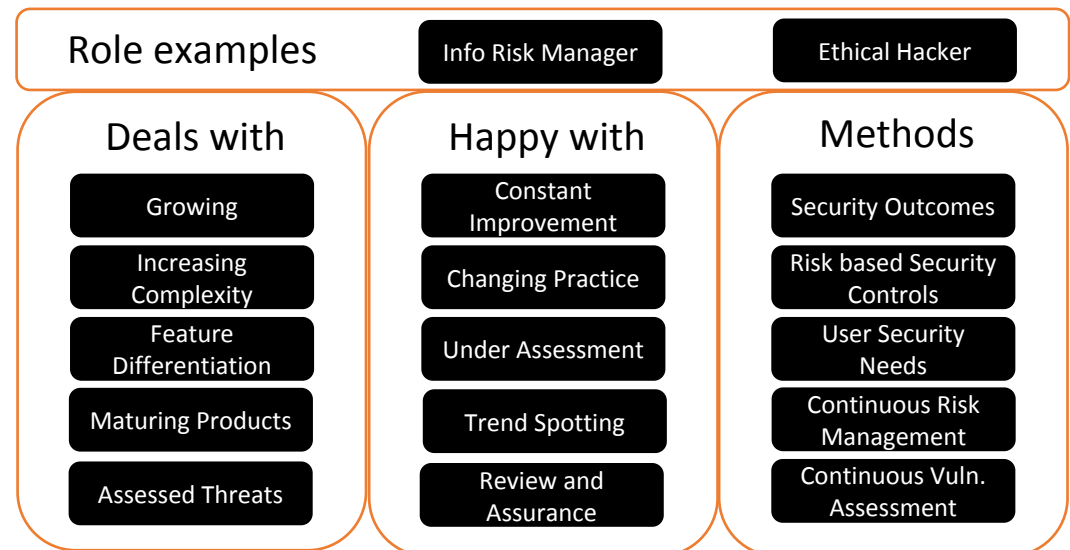 Role examples
Info Risk Manager
Ethical Hacker
Deals with
Growing
Increasing
Complexity
Feature
Differentiation
Maturing Products
Assessed Threats
Happy with
Constant
Improvement
Changing Practice
Under Assessment
Trend Spotting
Review and
Assurance
Methods
Security Outcomes
Risk based Security
Controls
User Security
Needs
Continuous Risk
Management
Continuous Vuln.
Assessment